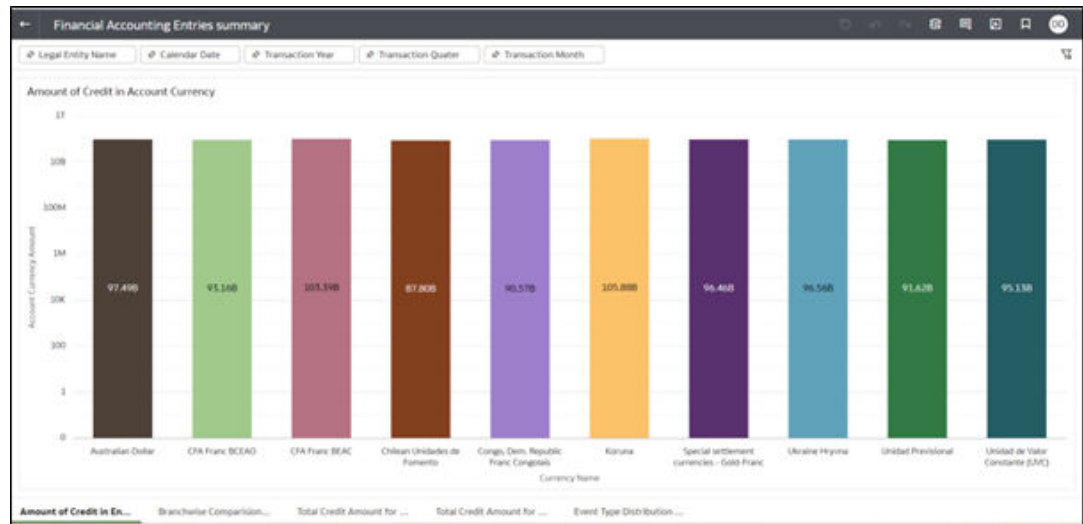 Financial Accounting Entries summary
DD
Legal Entity Name
Calendar Date
Transaction Year
Transaction Quater
Transaction Month
Amount of Credit in Account Currency
1T
10B
100M
1M
10K
100
1
0
Account Currency Amount
97.49B
93.16B
103.39B
87.80B
90.57B
105.88B
96.46B
96.56B
91.62B
95.13B
Australian Dollar
CFA Franc BCEAO
CFA Franc BEAC
Chilean Unidades de
Fomento
Congo, Dem. Republic
Franc Congolais
Koruna
Special settlement
currencies - Gold-Franc
Ukraine Hryvna
Unidad Previsional
Unidad de Valor
Constante (UVC)
Currency Name
Amount of Credit in En...
Branchwise Comparision...
Total Credit Amount for ...
Total Credit Amount for ...
Event Type Distribution ...